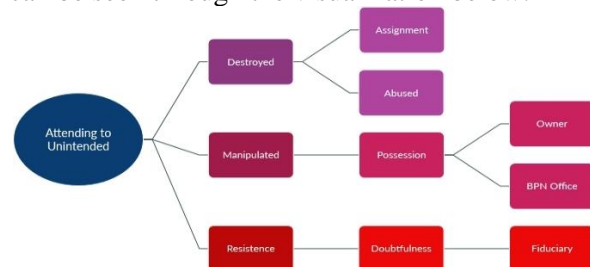 Assignment
Destroyed
Abused
Attending to
Unintended
Owner
Manipulated
Possession
BPN Office
Resistence
Doubtfulness
Fiduciary